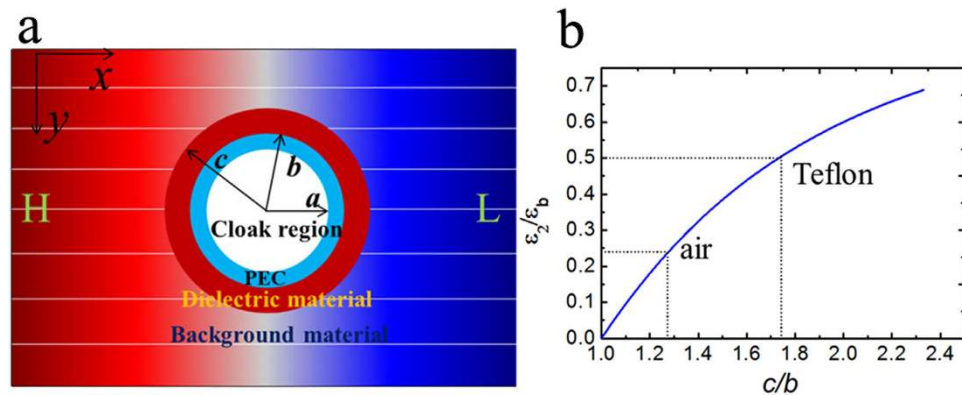 a
x
y
c
b
a
H
L
Cloak region
PEC
Dielectric material
Background material
b
ε₂/ε_b
0.7
0.6
0.5
0.4
0.3
0.2
0.1
0.0
Teflon
air
1.0 1.2 1.4 1.6 1.8 2.0 2.2 2.4
c/b